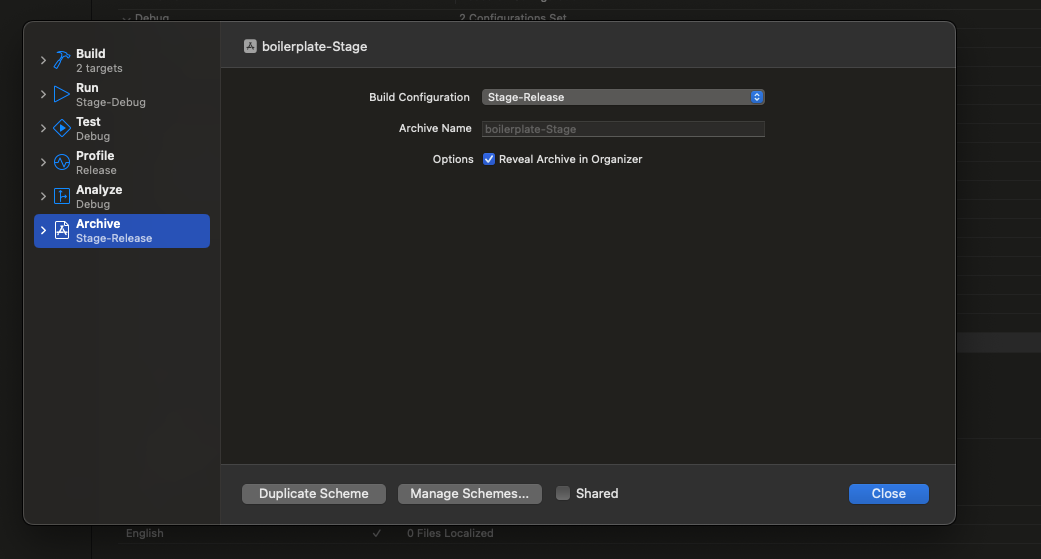 Debug
2 Configurations Set
boilerplate-Stage
Build
2 targets
Run
Stage-Debug
Test
Debug
Profile
Release
Analyze
Debug
Archive
Stage-Release
Build Configuration
Stage-Release
Archive Name
boilerplate-Stage
Options
Reveal Archive in Organizer
Duplicate Scheme
Manage Schemes...
Shared
Close
English
0 Files Localized